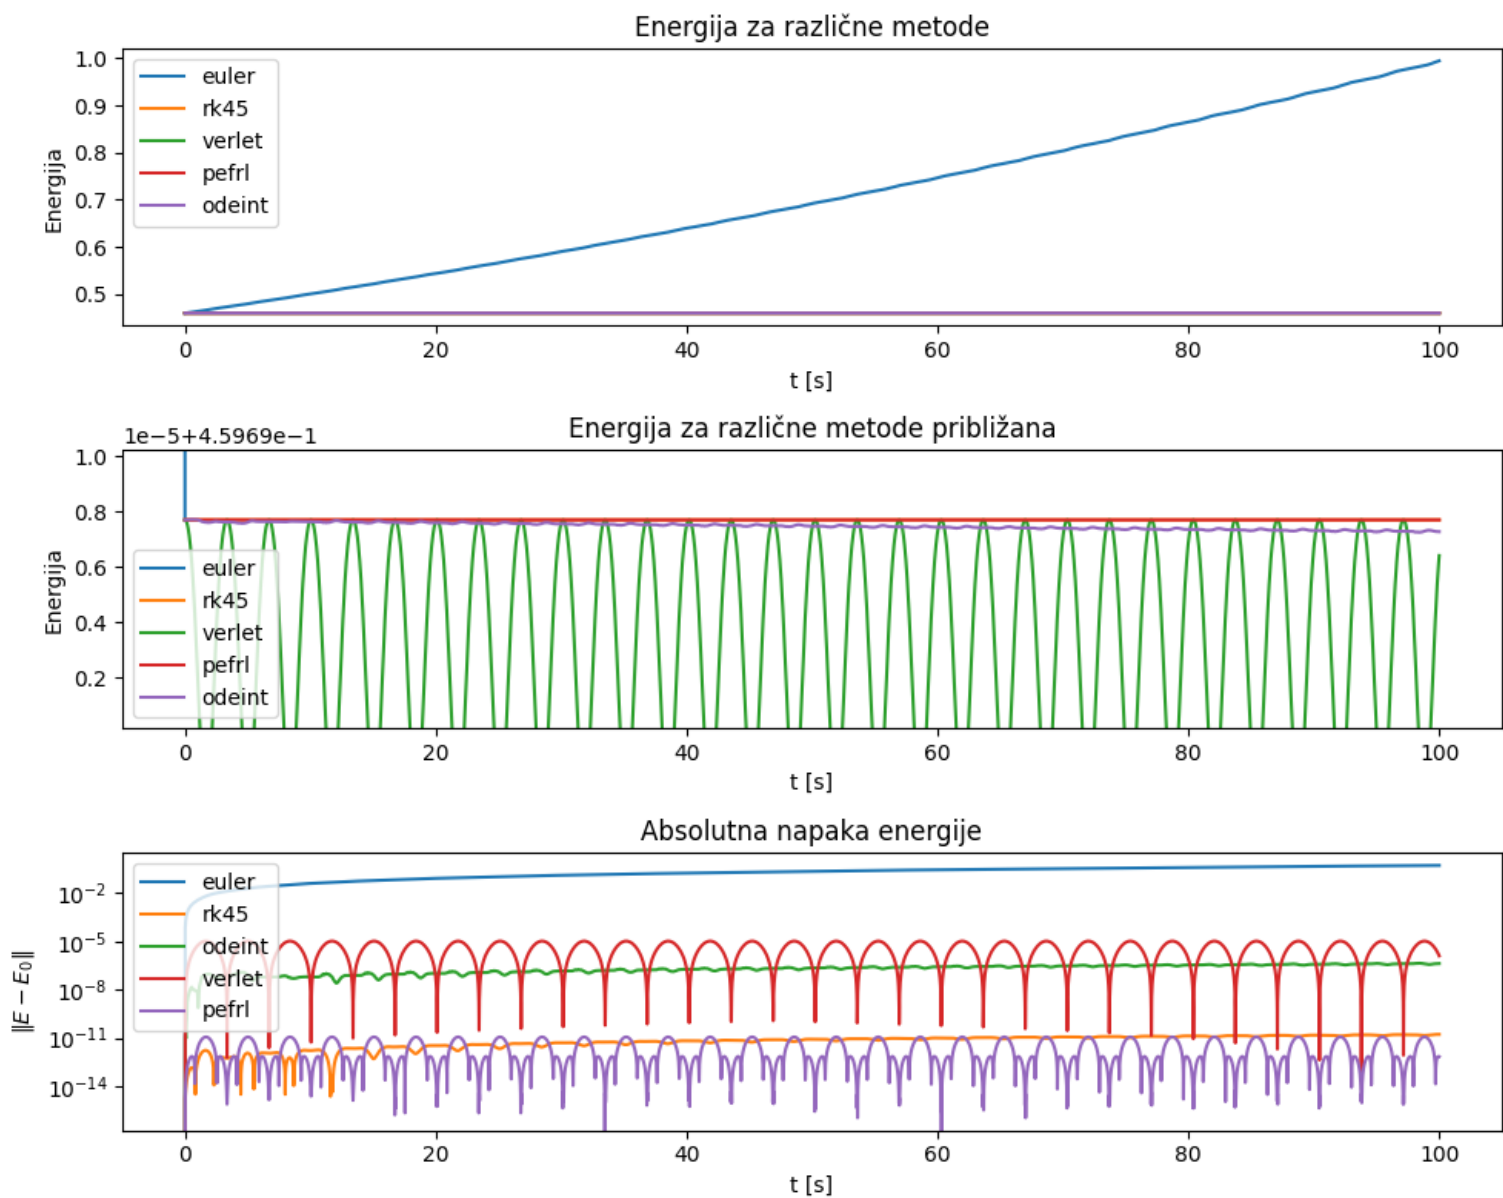 Energija za različne metode
Energija
1.0
0.9
0.8
0.7
0.6
0.5
euler
rk45
verlet
pefrl
odeint
0
20
40
60
80
100
t [s]
Energija za različne metode približana
1e−5+4.5969e−1
Energija
1.0
0.8
0.6
0.4
0.2
euler
rk45
verlet
pefrl
odeint
0
20
40
60
80
100
t [s]
Absolutna napaka energije
||E − E₀||
10⁻²
10⁻⁵
10⁻⁸
10⁻¹¹
10⁻¹⁴
euler
rk45
odeint
verlet
pefrl
0
20
40
60
80
100
t [s]